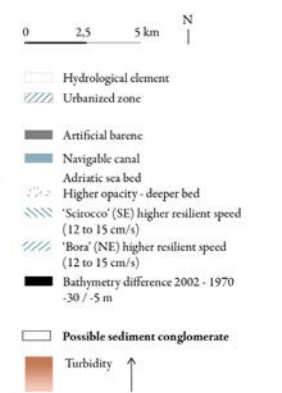 N
0 2,5 5 km
Hydrological element
Urbanized zone
Artificial barene
Navigable canal
Adriatic sea bed
Higher opacity - deeper bed
'Scirocco' (SE) higher resilient speed
(12 to 15 cm/s)
'Bora' (NE) higher resilient speed
(12 to 15 cm/s)
Bathymetry difference 2002 - 1970
-30 / -5 m
Possible sediment conglomerate
Turbidity